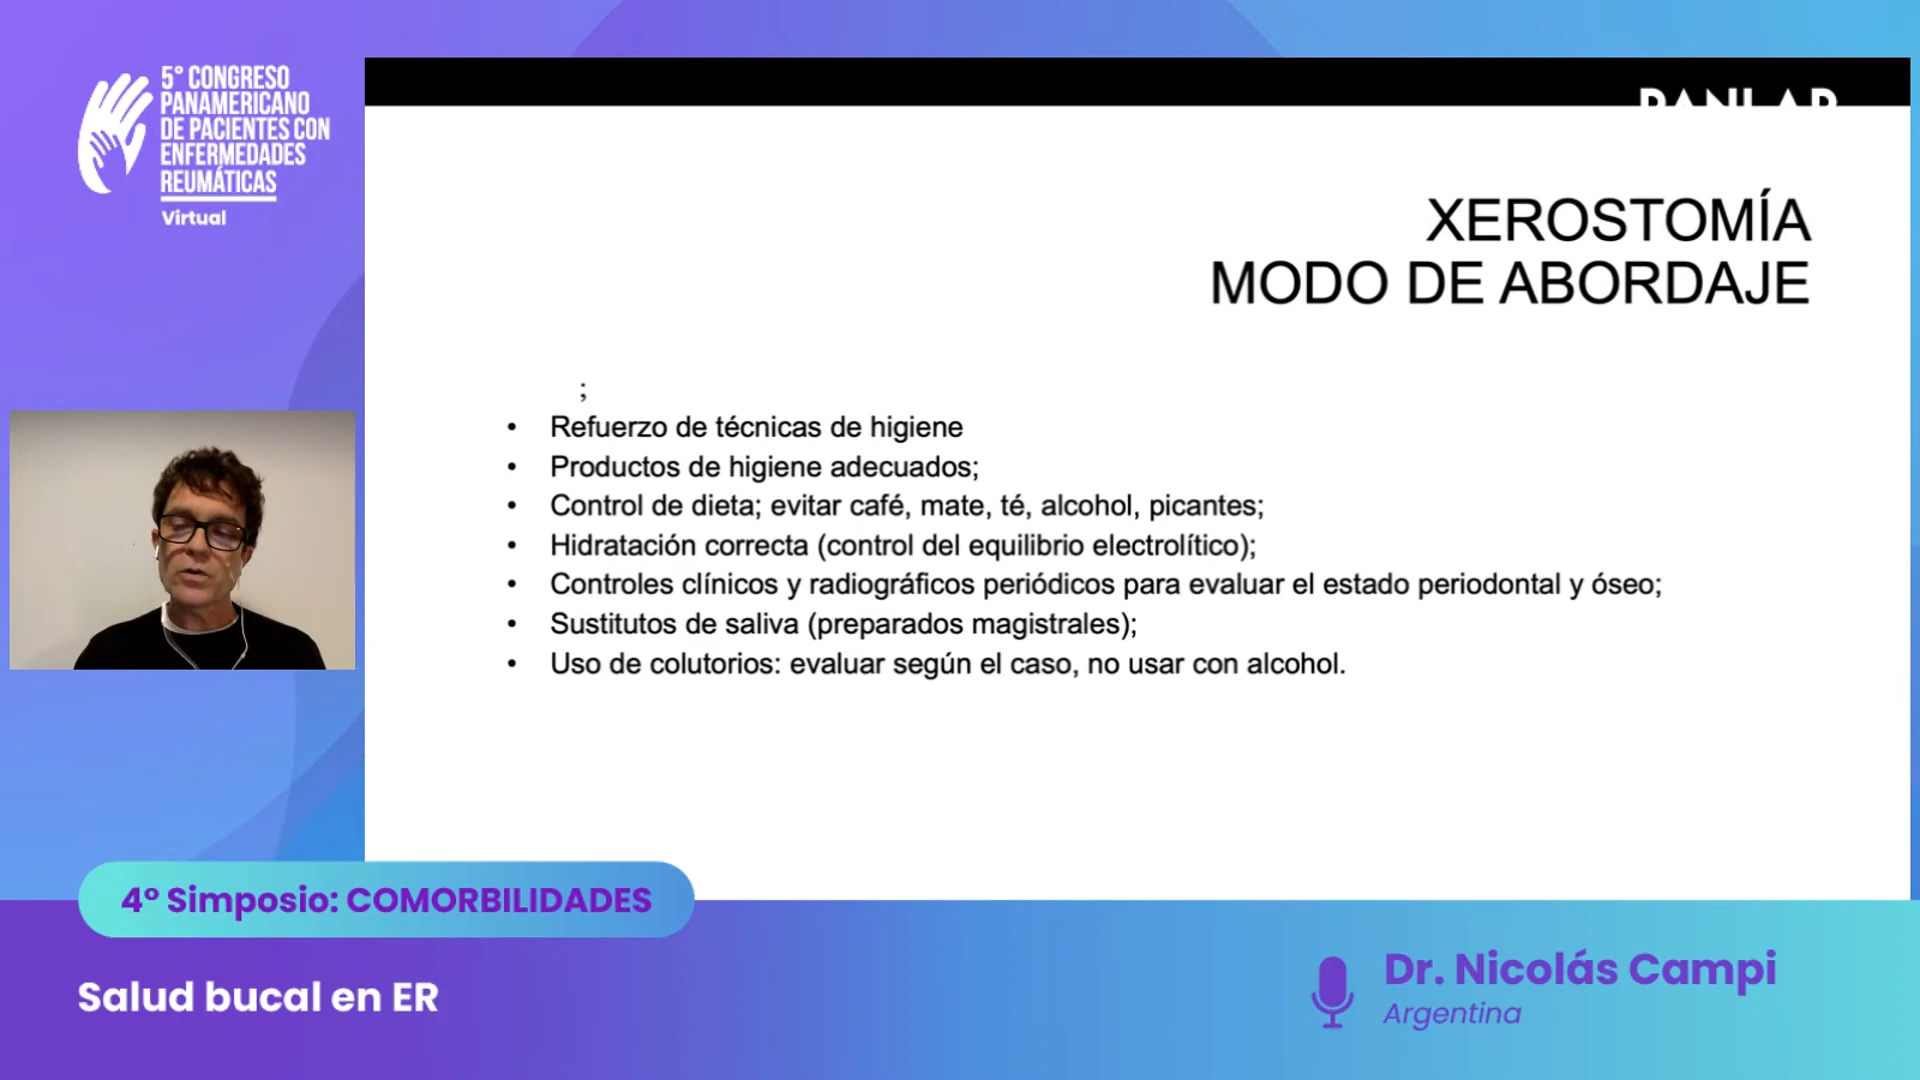 5° CONGRESO
PANAMERICANO
DE PACIENTES CON
ENFERMEDADES
REUMÁTICAS
Virtual
PANLAR
XEROSTOMÍA
MODO DE ABORDAJE
;
• Refuerzo de técnicas de higiene
• Productos de higiene adecuados;
• Control de dieta; evitar café, mate, té, alcohol, picantes;
• Hidratación correcta (control del equilibrio electrolítico);
• Controles clínicos y radiográficos periódicos para evaluar el estado periodontal y óseo;
• Sustitutos de saliva (preparados magistrales);
• Uso de colutorios: evaluar según el caso, no usar con alcohol.
4° Simposio: COMORBILIDADES
Salud bucal en ER
Dr. Nicolás Campi
Argentina